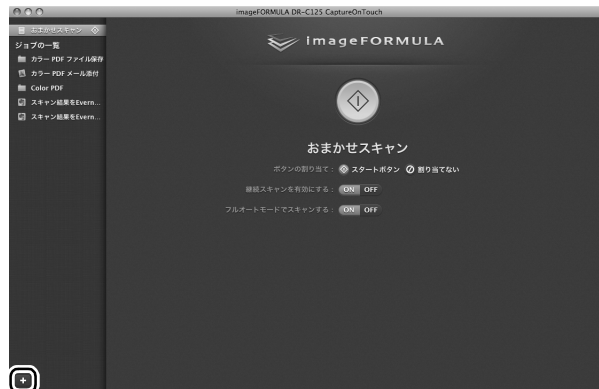 imageFORMULA DR-C125 CaptureOnTouch
おまかせスキャン
ジョブの一覧
カラー PDF ファイル保存
カラー PDF メール添付
Color PDF
スキャン結果をEvern...
スキャン結果をEvern...
imageFORMULA
おまかせスキャン
ボタンの割り当て： スタートボタン 割り当てない
継続スキャンを有効にする： ON OFF
フルオートモードでスキャンする： ON OFF
+